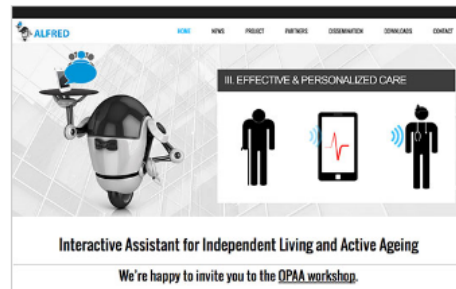 ALFRED
HOME NEWS PROJECT PARTNERS DISSEMINATION DOWNLOADS CONTACT
III. EFFECTIVE & PERSONALIZED CARE
Interactive Assistant for Independent Living and Active Ageing
We're happy to invite you to the OPAA workshop.